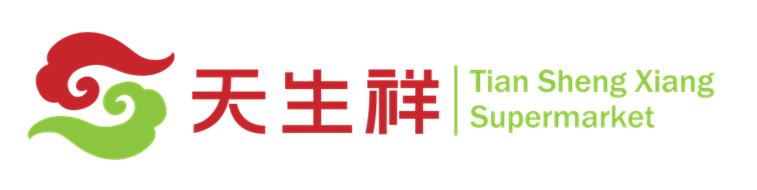 天生祥
Tian Sheng Xiang
Supermarket